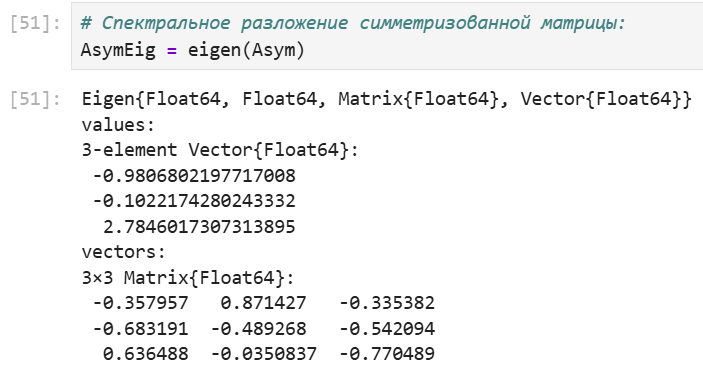 [51]: # Спектральное разложение симметризованной матрицы:
AsymEig = eigen(Asym)
[51]: Eigen{Float64, Float64, Matrix{Float64}, Vector{Float64}}
values:
3-element Vector{Float64}:
 -0.9806802197717008
 -0.1022174280243332
  2.7846017307313895
vectors:
3×3 Matrix{Float64}:
 -0.357957   0.871427   -0.335382
 -0.683191  -0.489268   -0.542094
  0.636488  -0.0350837  -0.770489